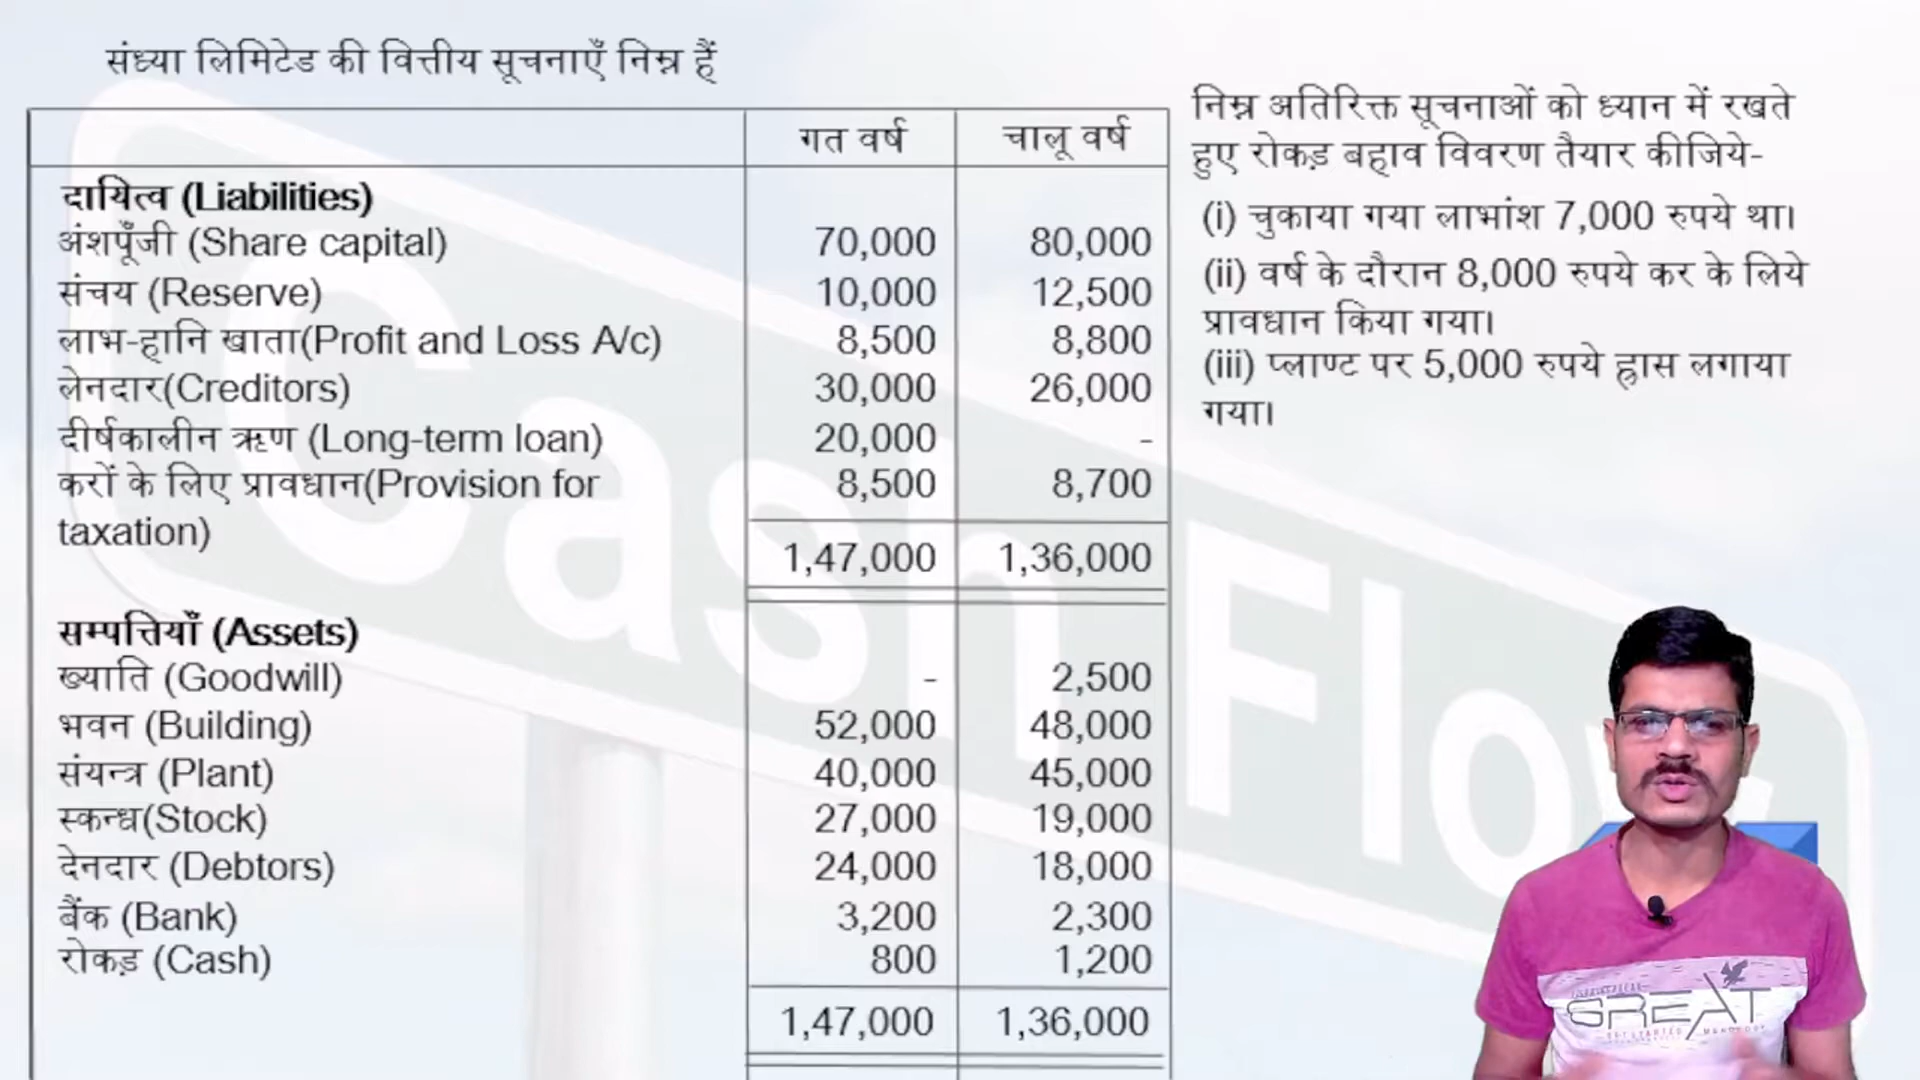 संध्या लिमिटेड की वित्तीय सूचनाएँ निम्न हैं
गत वर्ष चालू वर्ष
दायित्व (Liabilities)
अंशपूँजी (Share capital) 70,000 80,000
संचय (Reserve) 10,000 12,500
लाभ-हानि खाता(Profit and Loss A/c) 8,500 8,800
लेनदार(Creditors) 30,000 26,000
दीर्षकालीन ऋण (Long-term loan) 20,000 -
करों के लिए प्रावधान(Provision for 8,500 8,700
taxation)
1,47,000 1,36,000
सम्पत्तियाँ (Assets)
ख्याति (Goodwill) - 2,500
भवन (Building) 52,000 48,000
संयन्त्र (Plant) 40,000 45,000
स्कन्ध(Stock) 27,000 19,000
देनदार (Debtors) 24,000 18,000
बैंक (Bank) 3,200 2,300
रोकड़ (Cash) 800 1,200
1,47,000 1,36,000
निम्न अतिरिक्त सूचनाओं को ध्यान में रखते
हुए रोकड़ बहाव विवरण तैयार कीजिये-
(i) चुकाया गया लाभांश 7,000 रुपये था।
(ii) वर्ष के दौरान 8,000 रुपये कर के लिये
प्रावधान किया गया।
(iii) प्लाण्ट पर 5,000 रुपये ह्रास लगाया
गया।
Cash Flow
GREAT